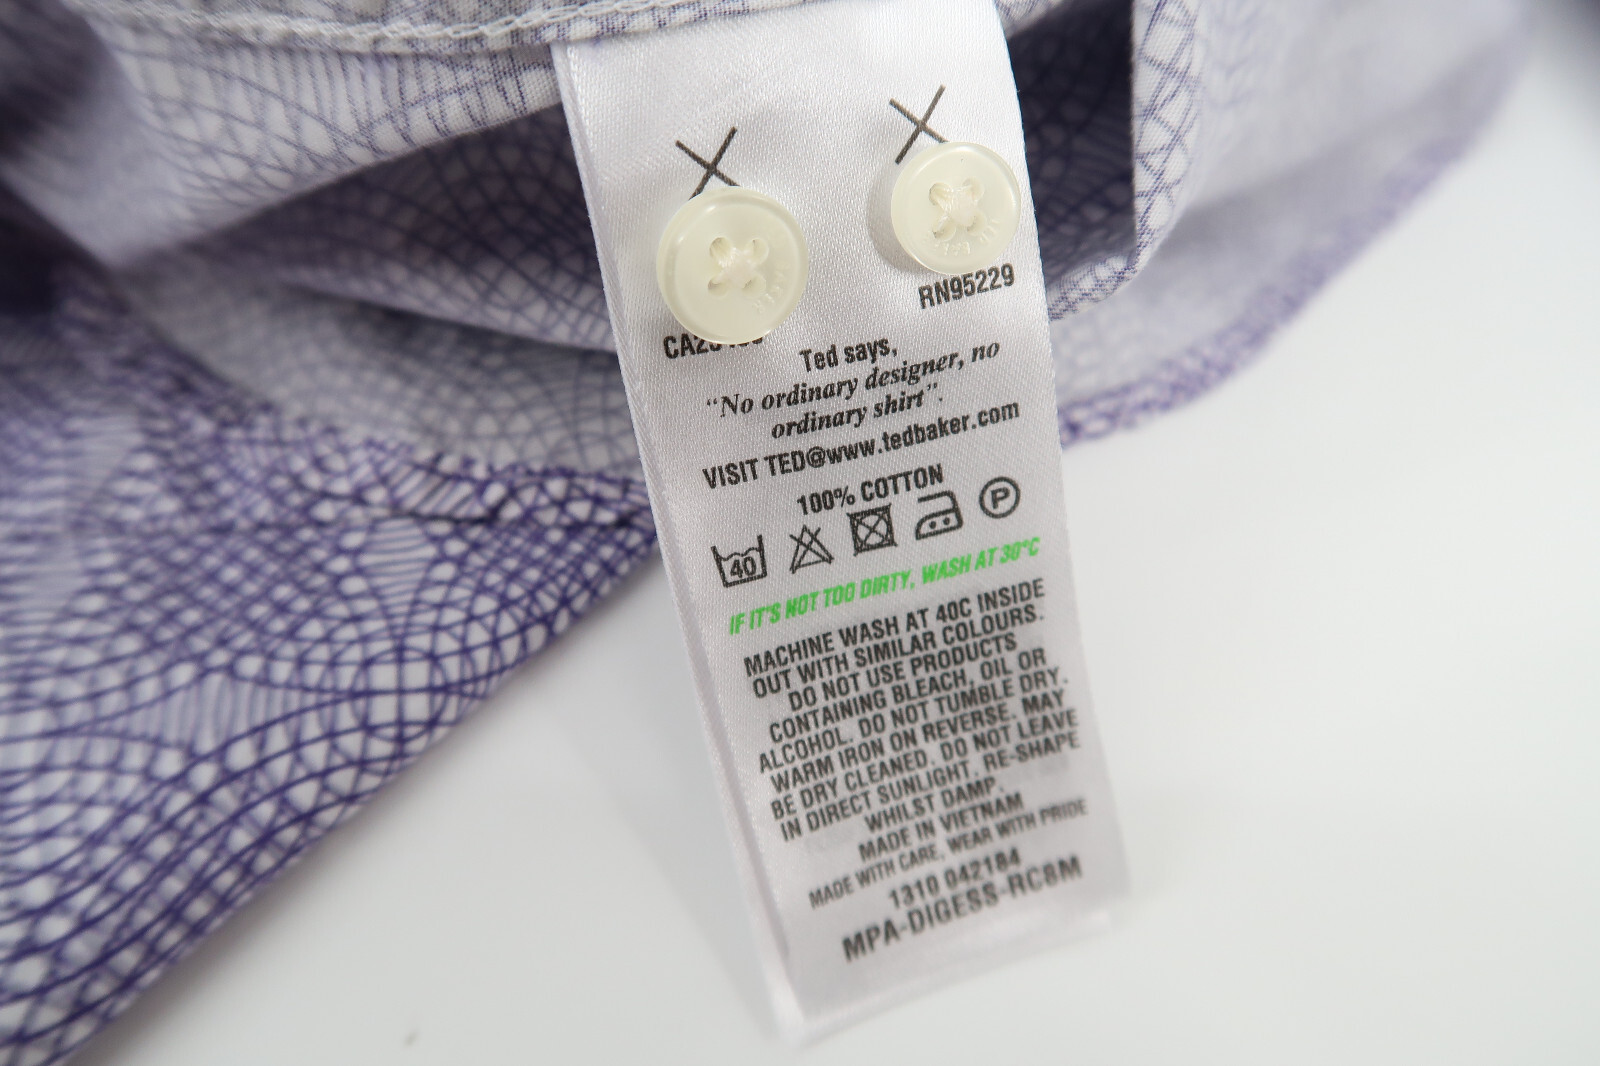 RN95229
Ted says,
"No ordinary designer, no
ordinary shirt".
VISIT TED@www.tedbaker.com
100% COTTON
40
P
IF IT'S NOT TOO DIRTY, WASH AT 30°C
MACHINE WASH AT 40C INSIDE
OUT WITH SIMILAR COLOURS.
DO NOT USE PRODUCTS
CONTAINING BLEACH, OIL OR
ALCOHOL. DO NOT TUMBLE DRY.
WARM IRON ON REVERSE. MAY
BE DRY CLEANED. DO NOT LEAVE
IN DIRECT SUNLIGHT. RE-SHAPE
WHILST DAMP.
MADE IN VIETNAM
MADE WITH CARE, WEAR WITH PRIDE
1310 042184
MPA-DIGESS-RC8M